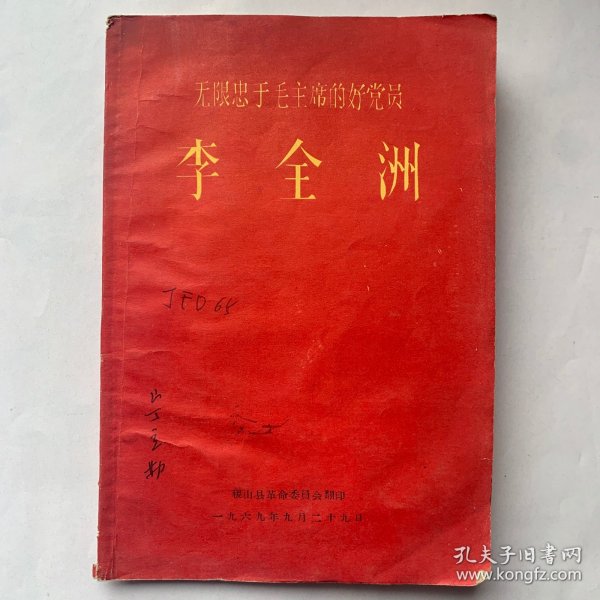 无限忠于毛主席的好党员
李全洲
JFD 68
县革命委员会翻印
一九六九年九月二十九日
孔夫子旧书网
www.kongfz.com